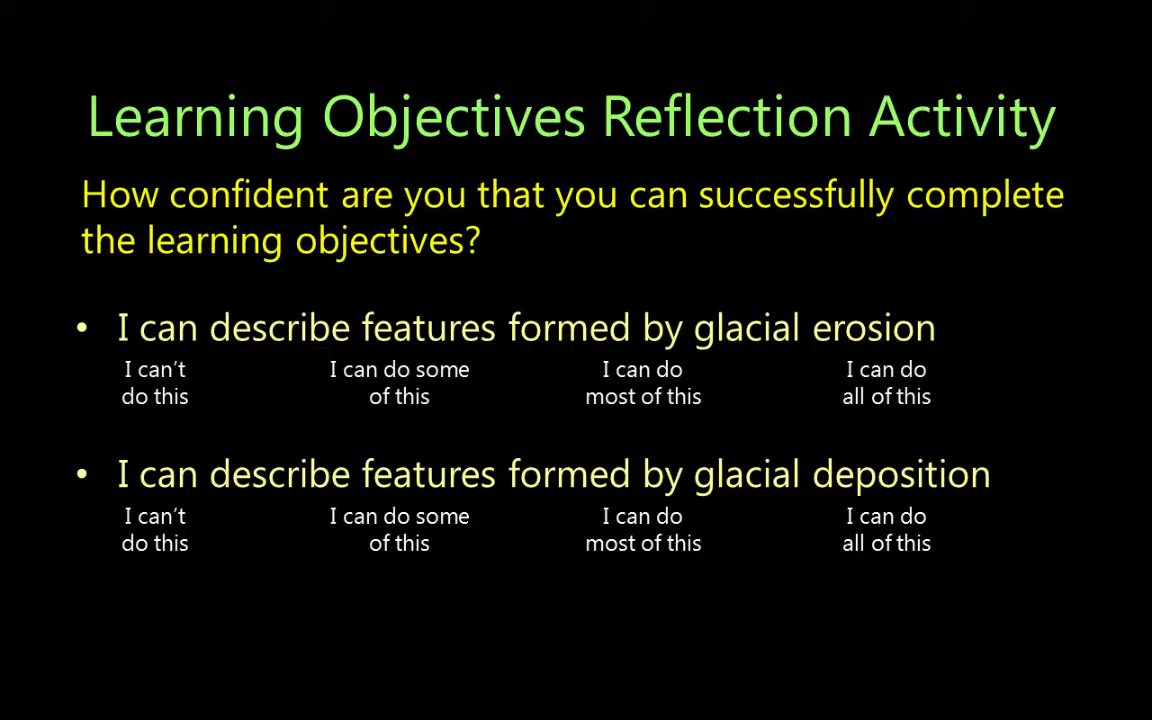 Learning Objectives Reflection Activity
How confident are you that you can successfully complete
the learning objectives?
• I can describe features formed by glacial erosion
I can't I can do some I can do I can do
do this of this most of this all of this
• I can describe features formed by glacial deposition
I can't I can do some I can do I can do
do this of this most of this all of this